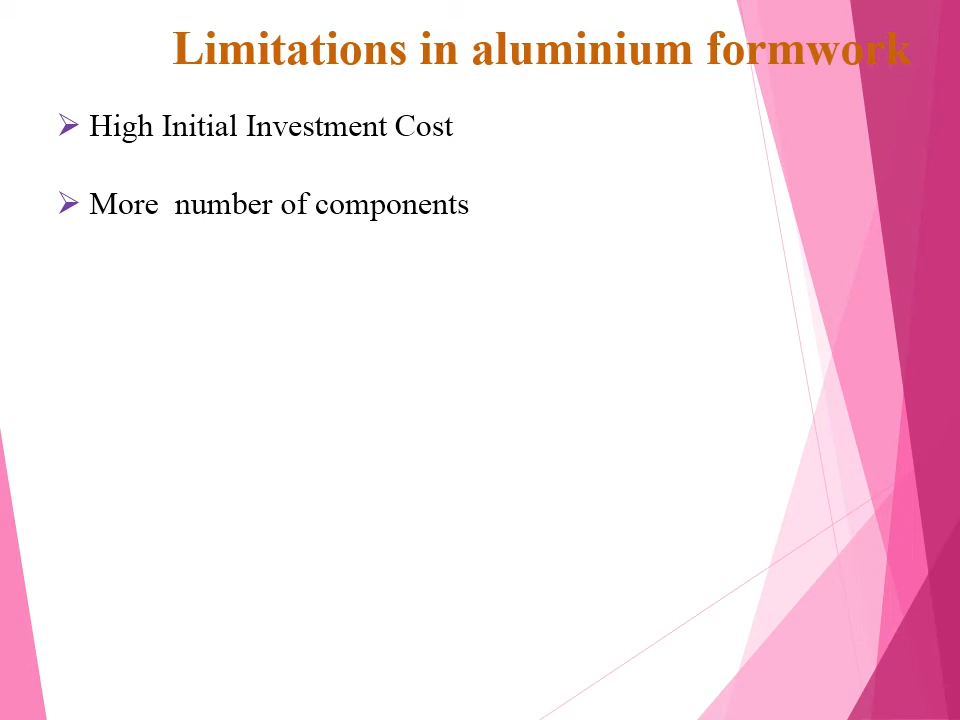 Limitations in aluminium formwork
➢ High Initial Investment Cost
➢ More  number of components